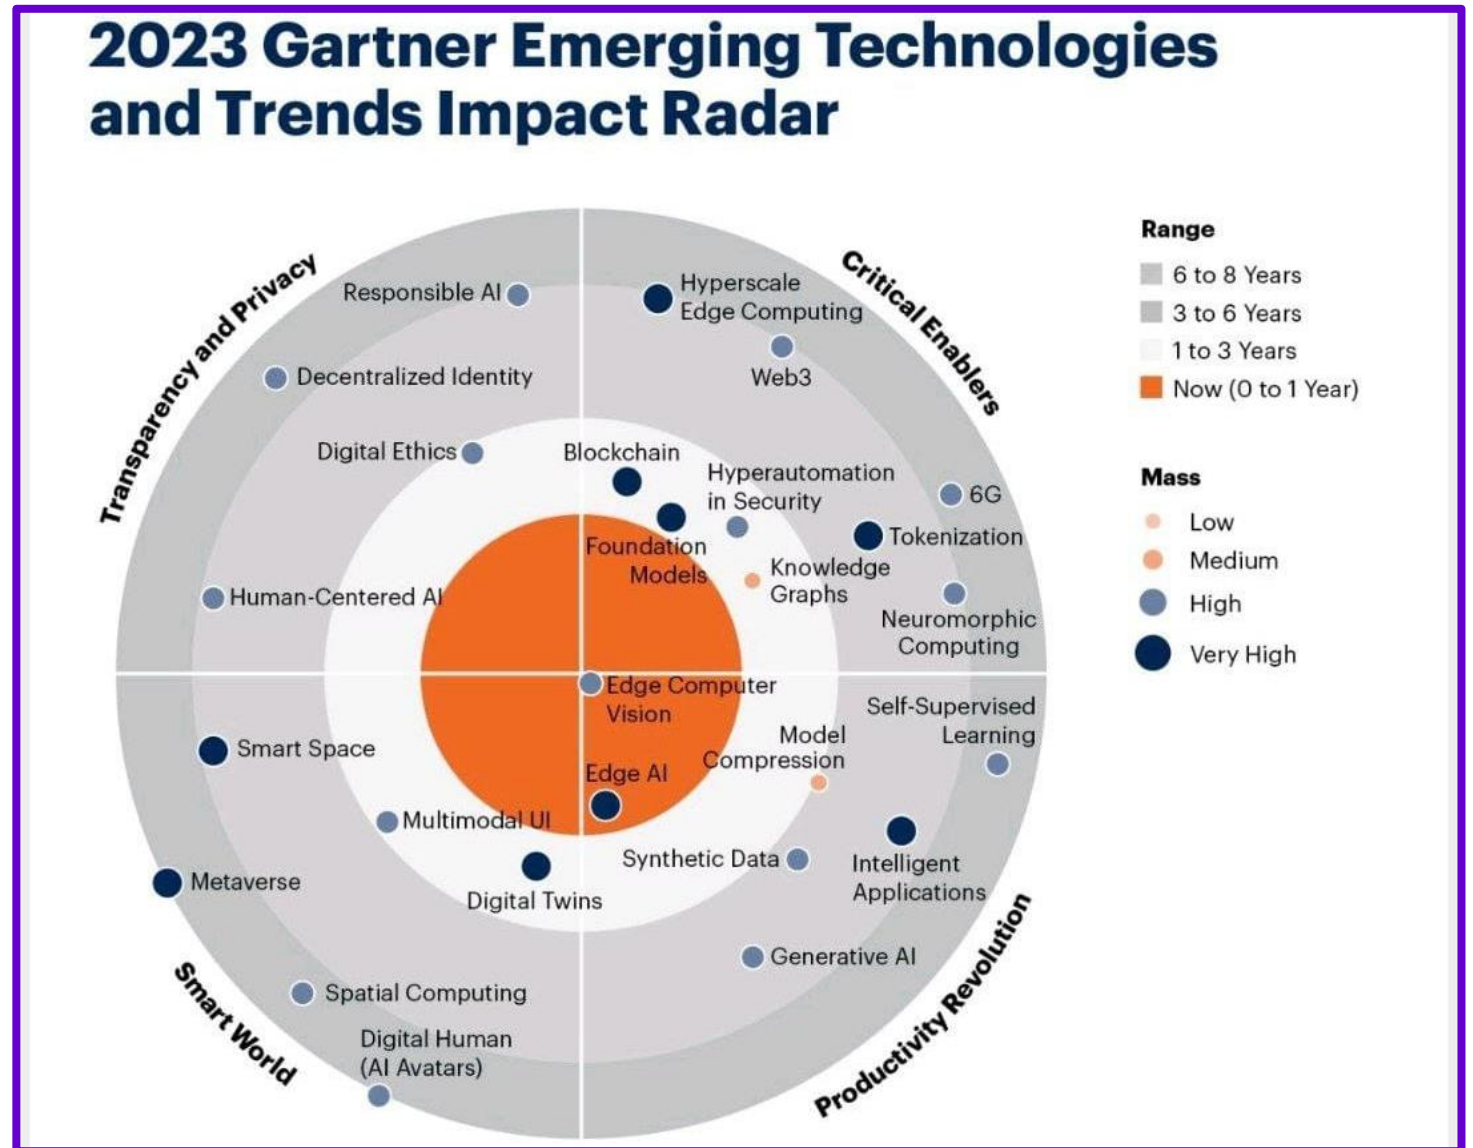 2023 Gartner Emerging Technologies
and Trends Impact Radar
Transparency and Privacy
Responsible AI
Decentralized Identity
Digital Ethics
Human-Centered AI
Critical Enablers
Hyperscale
Edge Computing
Web3
Blockchain
Hyperautomation
in Security
6G
Tokenization
Foundation
Models
Knowledge
Graphs
Neuromorphic
Computing
Smart World
Smart Space
Multimodal UI
Metaverse
Digital Twins
Spatial Computing
Digital Human
(AI Avatars)
Productivity Revolution
Edge Computer
Vision
Self-Supervised
Learning
Model
Compression
Edge AI
Synthetic Data
Intelligent
Applications
Generative AI
Range
6 to 8 Years
3 to 6 Years
1 to 3 Years
Now (0 to 1 Year)
Mass
Low
Medium
High
Very High